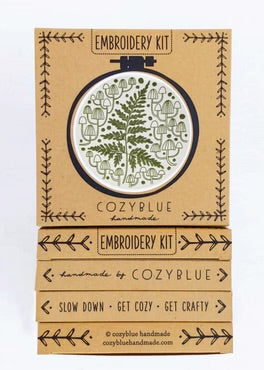 EMBROIDERY KIT
COZYBLUE
handmade
EMBROIDERY KIT
handmade by COZYBLUE
SLOW DOWN • GET COZY • GET CRAFTY
© cozyblue handmade
cozybluehandmade.com